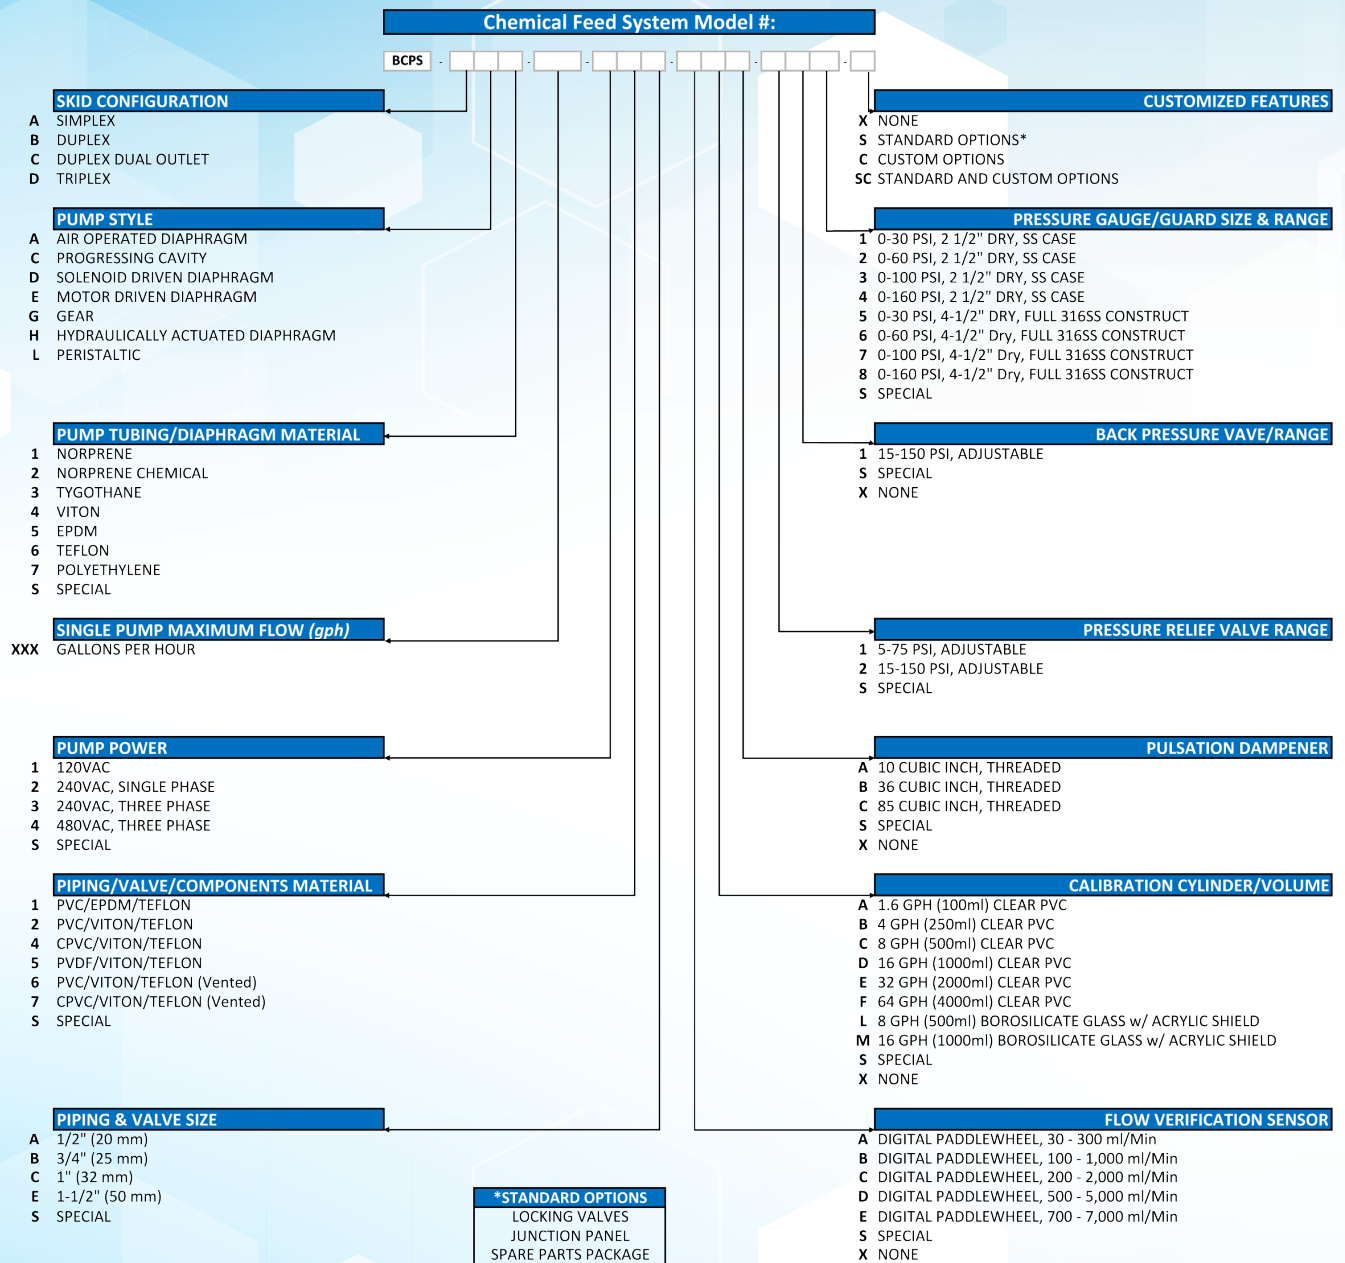 Chemical Feed System Model #:
BCPS - - - - - -
SKID CONFIGURATION
A SIMPLEX
B DUPLEX
C DUPLEX DUAL OUTLET
D TRIPLEX
PUMP STYLE
A AIR OPERATED DIAPHRAGM
C PROGRESSING CAVITY
D SOLENOID DRIVEN DIAPHRAGM
E MOTOR DRIVEN DIAPHRAGM
G GEAR
H HYDRAULICALLY ACTUATED DIAPHRAGM
L PERISTALTIC
PUMP TUBING/DIAPHRAGM MATERIAL
1 NORPRENE
2 NORPRENE CHEMICAL
3 TYGOTHANE
4 VITON
5 EPDM
6 TEFLON
7 POLYETHYLENE
S SPECIAL
SINGLE PUMP MAXIMUM FLOW (gph)
XXX GALLONS PER HOUR
PUMP POWER
1 120VAC
2 240VAC, SINGLE PHASE
3 240VAC, THREE PHASE
4 480VAC, THREE PHASE
S SPECIAL
PIPING/VALVE/COMPONENTS MATERIAL
1 PVC/EPDM/TEFLON
2 PVC/VITON/TEFLON
4 CPVC/VITON/TEFLON
5 PVDF/VITON/TEFLON
6 PVC/VITON/TEFLON (Vented)
7 CPVC/VITON/TEFLON (Vented)
S SPECIAL
PIPING & VALVE SIZE
A 1/2" (20 mm)
B 3/4" (25 mm)
C 1" (32 mm)
E 1-1/2" (50 mm)
S SPECIAL
*STANDARD OPTIONS
LOCKING VALVES
JUNCTION PANEL
SPARE PARTS PACKAGE
CUSTOMIZED FEATURES
X NONE
S STANDARD OPTIONS*
C CUSTOM OPTIONS
SC STANDARD AND CUSTOM OPTIONS
PRESSURE GAUGE/GUARD SIZE & RANGE
1 0-30 PSI, 2 1/2" DRY, SS CASE
2 0-60 PSI, 2 1/2" DRY, SS CASE
3 0-100 PSI, 2 1/2" DRY, SS CASE
4 0-160 PSI, 2 1/2" DRY, SS CASE
5 0-30 PSI, 4-1/2" DRY, FULL 316SS CONSTRUCT
6 0-60 PSI, 4-1/2" Dry, FULL 316SS CONSTRUCT
7 0-100 PSI, 4-1/2" Dry, FULL 316SS CONSTRUCT
8 0-160 PSI, 4-1/2" Dry, FULL 316SS CONSTRUCT
S SPECIAL
BACK PRESSURE VAVE/RANGE
1 15-150 PSI, ADJUSTABLE
S SPECIAL
X NONE
PRESSURE RELIEF VALVE RANGE
1 5-75 PSI, ADJUSTABLE
2 15-150 PSI, ADJUSTABLE
S SPECIAL
PULSATION DAMPENER
A 10 CUBIC INCH, THREADED
B 36 CUBIC INCH, THREADED
C 85 CUBIC INCH, THREADED
S SPECIAL
X NONE
CALIBRATION CYLINDER/VOLUME
A 1.6 GPH (100ml) CLEAR PVC
B 4 GPH (250ml) CLEAR PVC
C 8 GPH (500ml) CLEAR PVC
D 16 GPH (1000ml) CLEAR PVC
E 32 GPH (2000ml) CLEAR PVC
F 64 GPH (4000ml) CLEAR PVC
L 8 GPH (500ml) BOROSILICATE GLASS w/ ACRYLIC SHIELD
M 16 GPH (1000ml) BOROSILICATE GLASS w/ ACRYLIC SHIELD
S SPECIAL
X NONE
FLOW VERIFICATION SENSOR
A DIGITAL PADDLEWHEEL, 30 - 300 ml/Min
B DIGITAL PADDLEWHEEL, 100 - 1,000 ml/Min
C DIGITAL PADDLEWHEEL, 200 - 2,000 ml/Min
D DIGITAL PADDLEWHEEL, 500 - 5,000 ml/Min
E DIGITAL PADDLEWHEEL, 700 - 7,000 ml/Min
S SPECIAL
X NONE